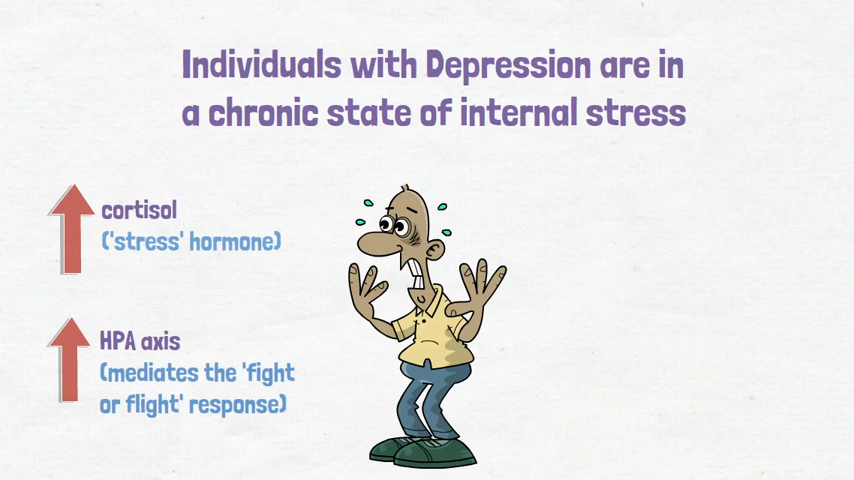 Individuals with Depression are in
a chronic state of internal stress
cortisol
('stress' hormone)
HPA axis
(mediates the 'fight
or flight' response)